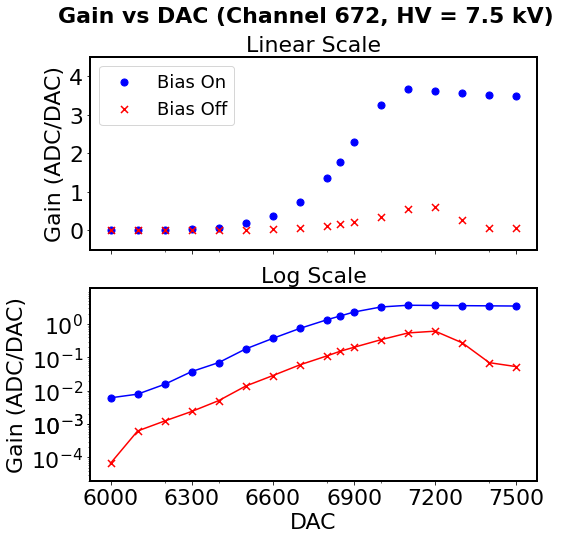 Gain vs DAC (Channel 672, HV = 7.5 kV)
Linear Scale
Gain (ADC/DAC)
4
3
2
1
0
Bias On
Bias Off
Log Scale
Gain (ADC/DAC)
10⁰
10⁻¹
10⁻²
10⁻³
10⁻⁴
6000 6300 6600 6900 7200 7500
DAC